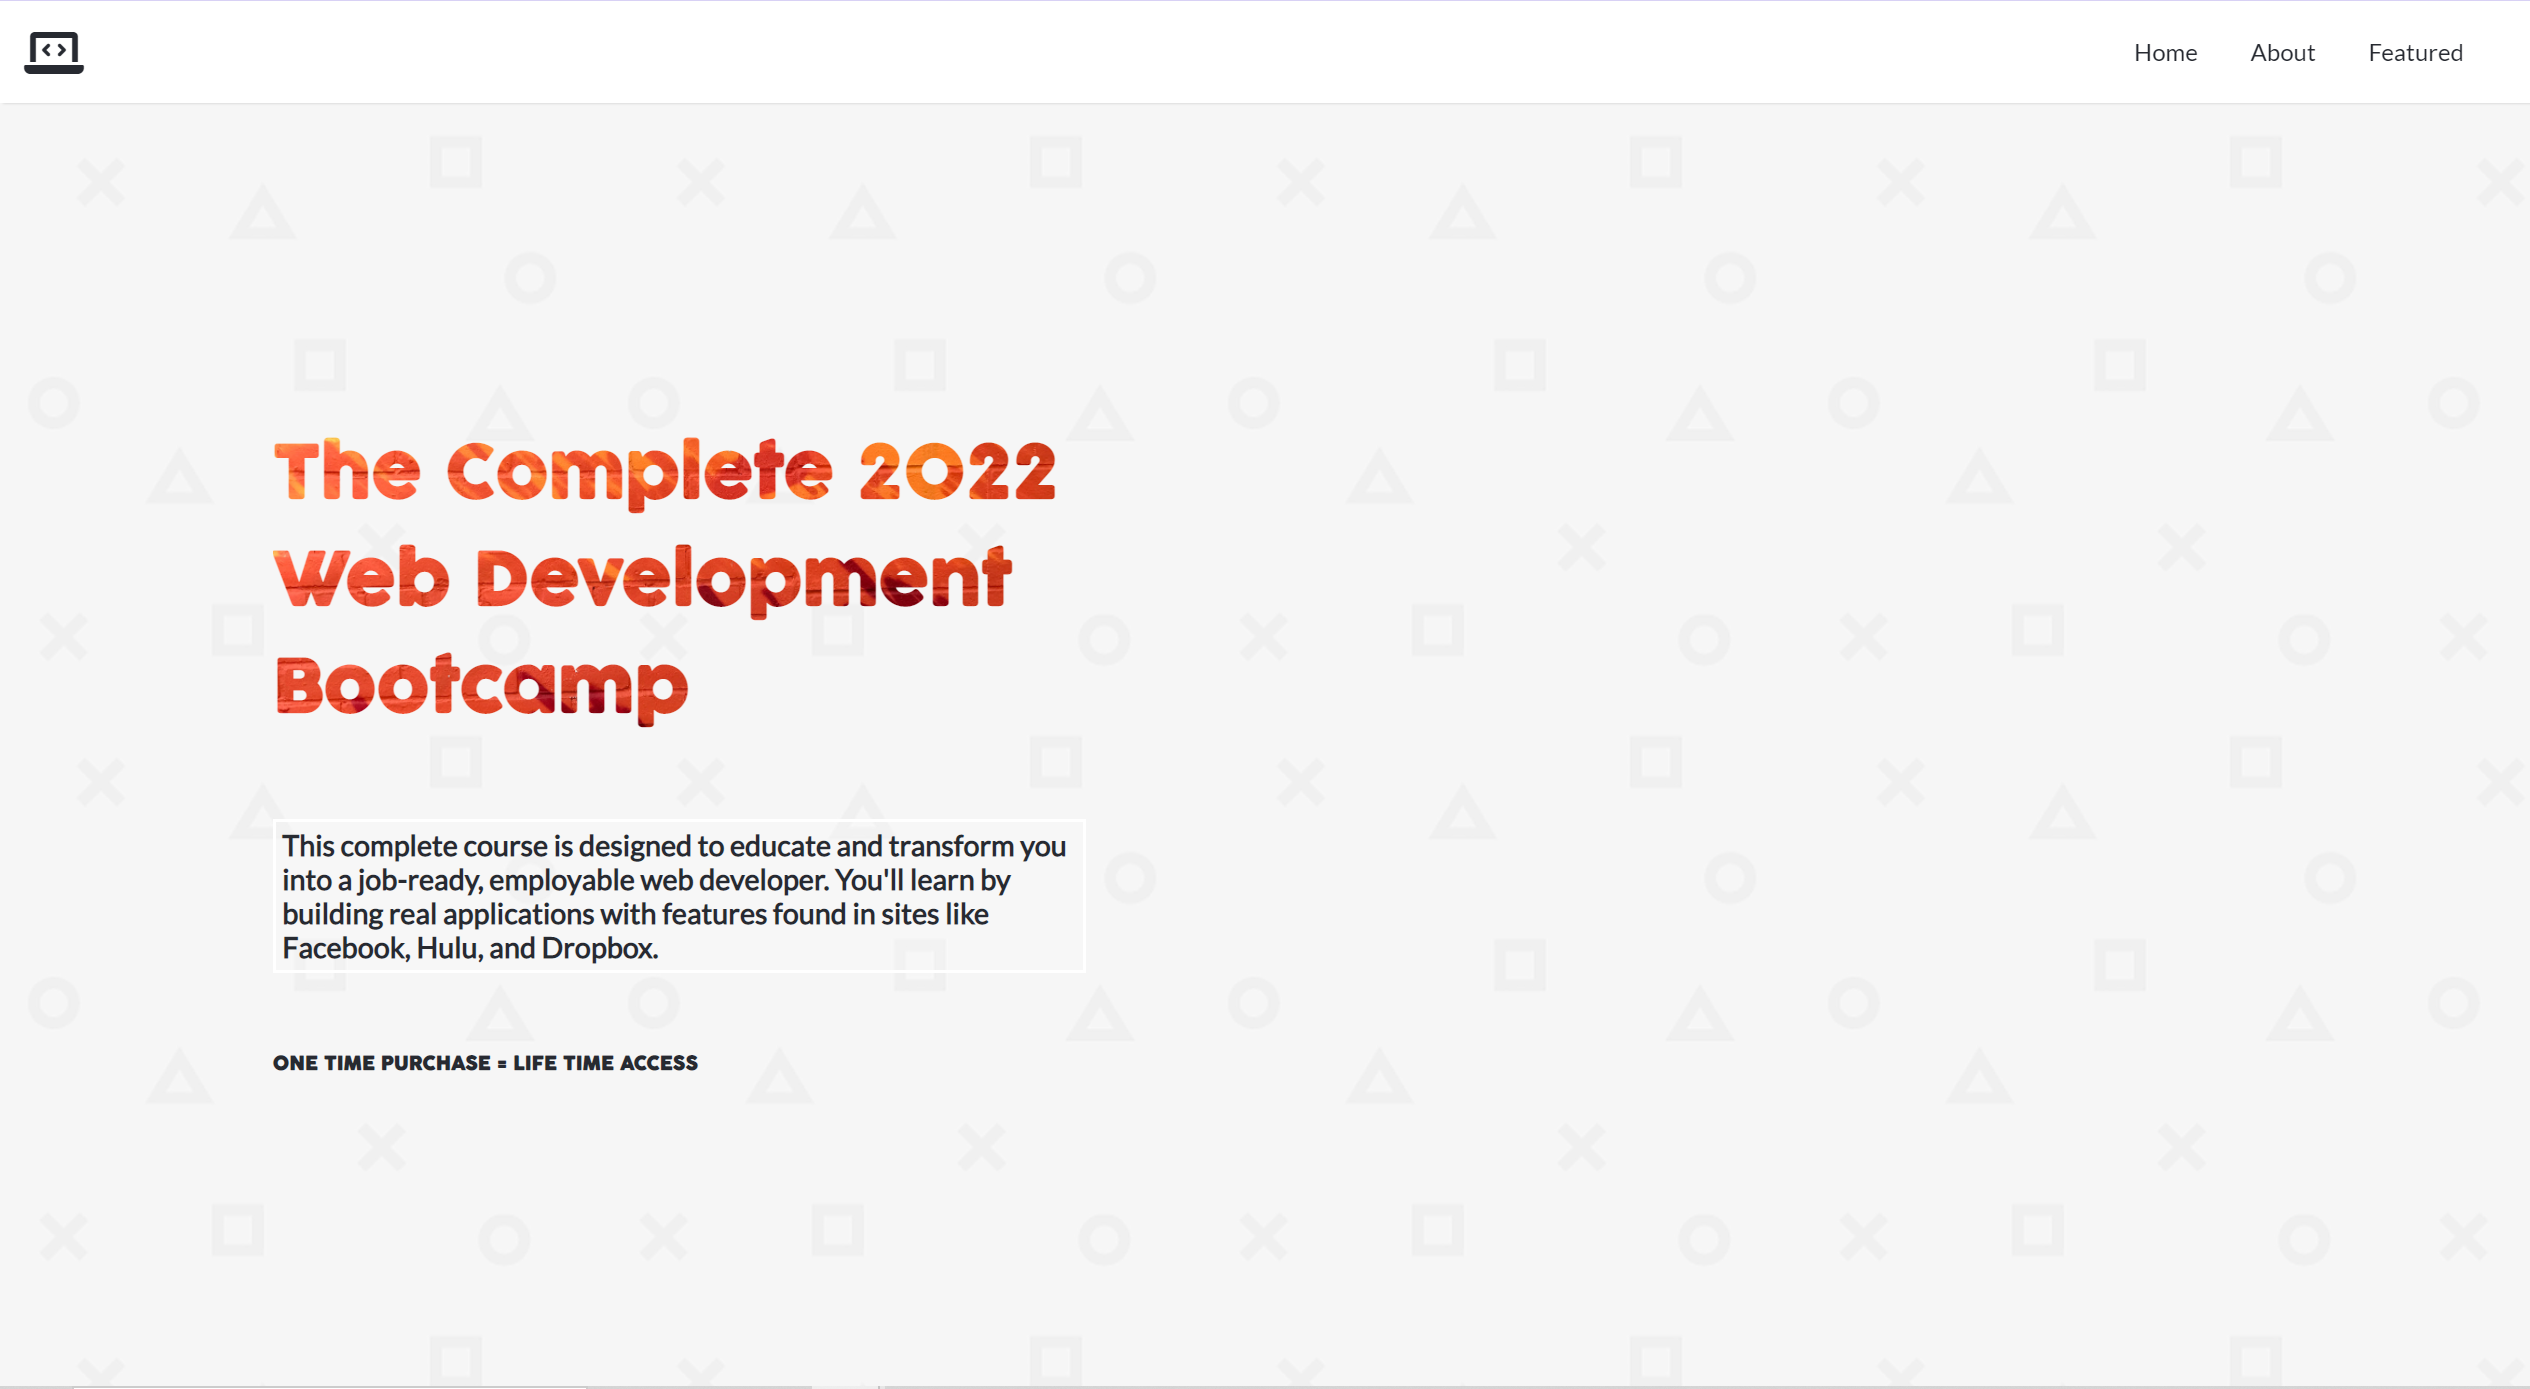 Home About Featured
The Complete 2022
Web Development
Bootcamp
This complete course is designed to educate and transform you
into a job-ready, employable web developer. You'll learn by
building real applications with features found in sites like
Facebook, Hulu, and Dropbox.
ONE TIME PURCHASE = LIFE TIME ACCESS